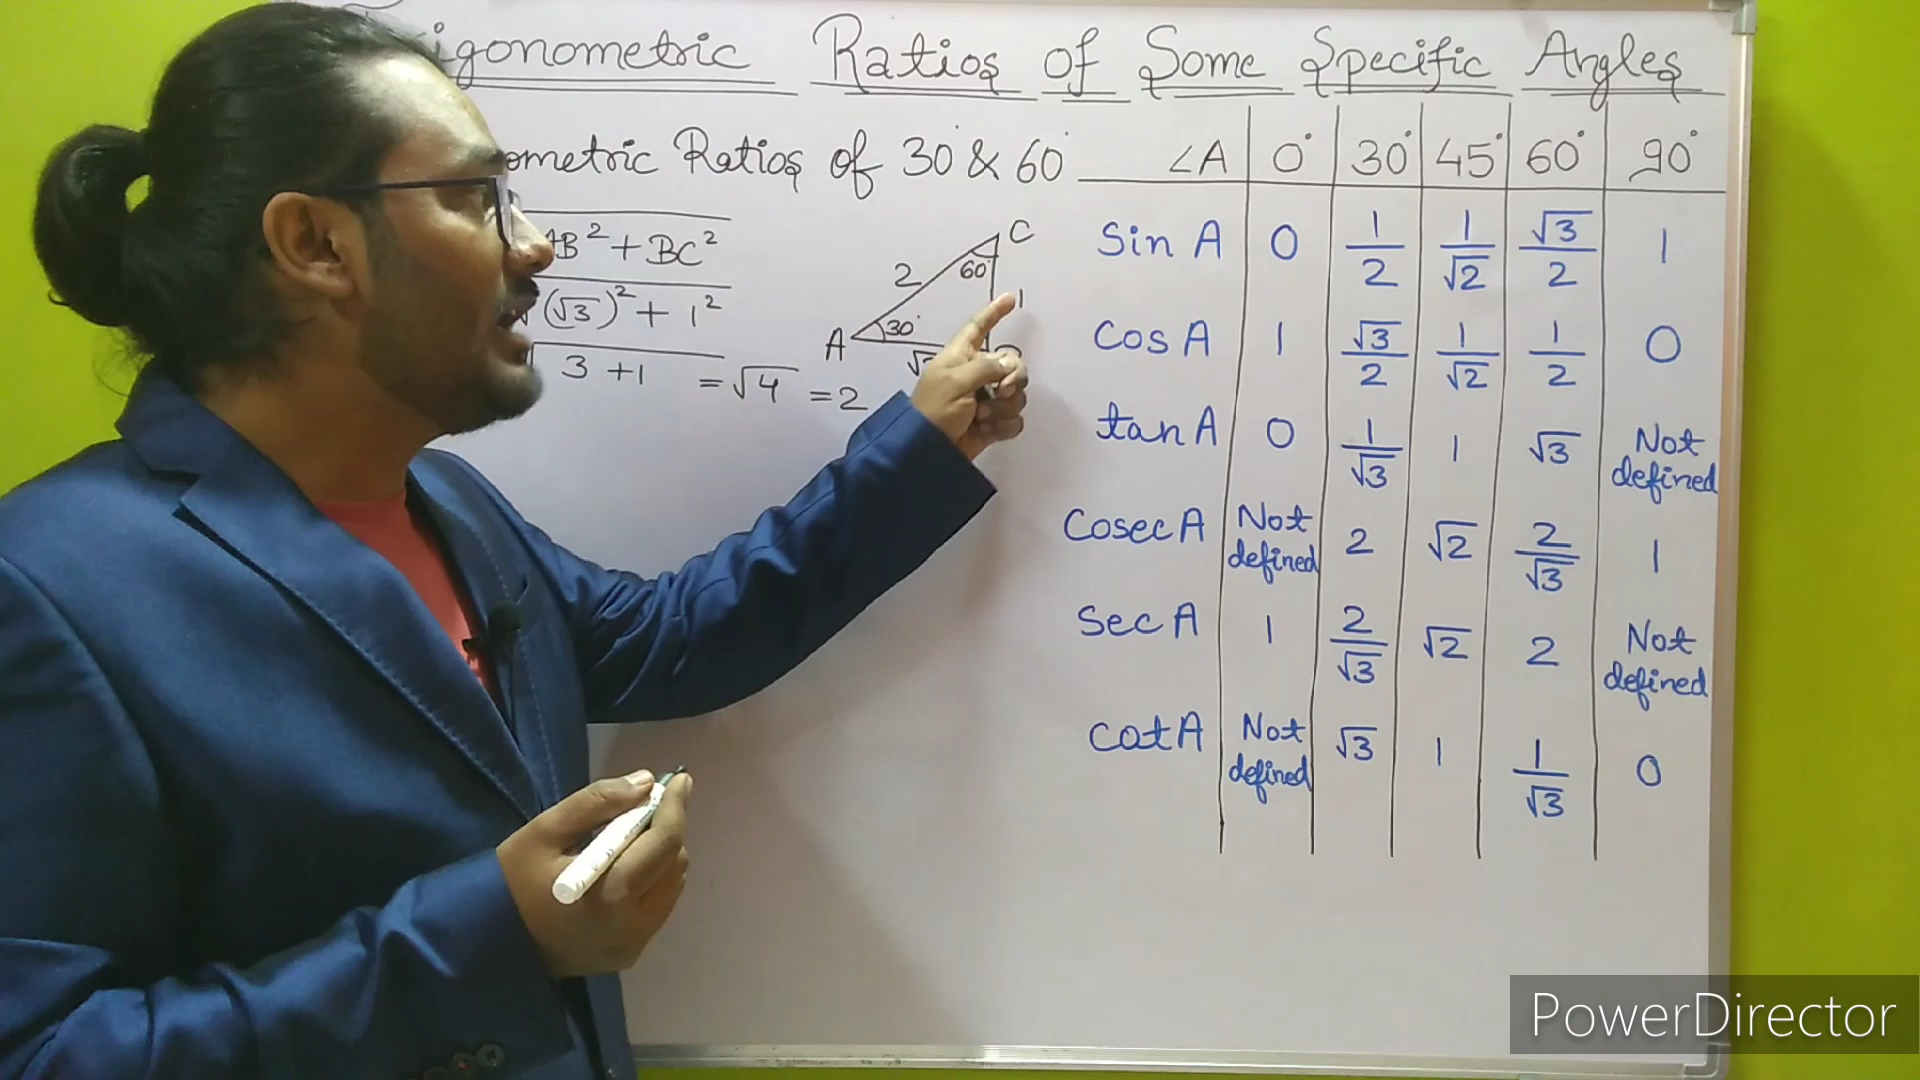 Ratios of Some Specific Angles
Ratios of 30° & 60°
AB² + BC²
(√3)² + 1²
3 + 1 = √4 = 2
C
2
60°
1
A
30°
∠A 0° 30° 45° 60° 90°
Sin A 0 1/2 1/√2 √3/2 1
Cos A 1 √3/2 1/√2 1/2 0
tan A 0 1/√3 1 √3 Not defined
Cosec A Not defined 2 √2 2/√3 1
Sec A 1 2/√3 √2 2 Not defined
Cot A Not defined √3 1 1/√3 0
PowerDirector